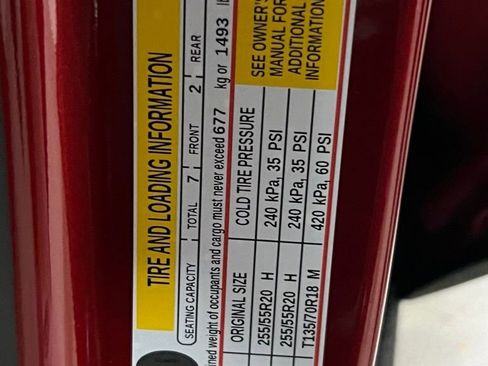 TIRE AND LOADING INFORMATION
SEATING CAPACITY TOTAL 7 FRONT 2 REAR
weight of occupants and cargo must never exceed 677 kg or 1493
ORIGINAL SIZE COLD TIRE PRESSURE SEE OWNER'S
255/55R20 H 240 kPa, 35 PSI MANUAL FOR
255/55R20 H 240 kPa, 35 PSI ADDITIONAL
T135/70R18 M 420 kPa, 60 PSI INFORMATION